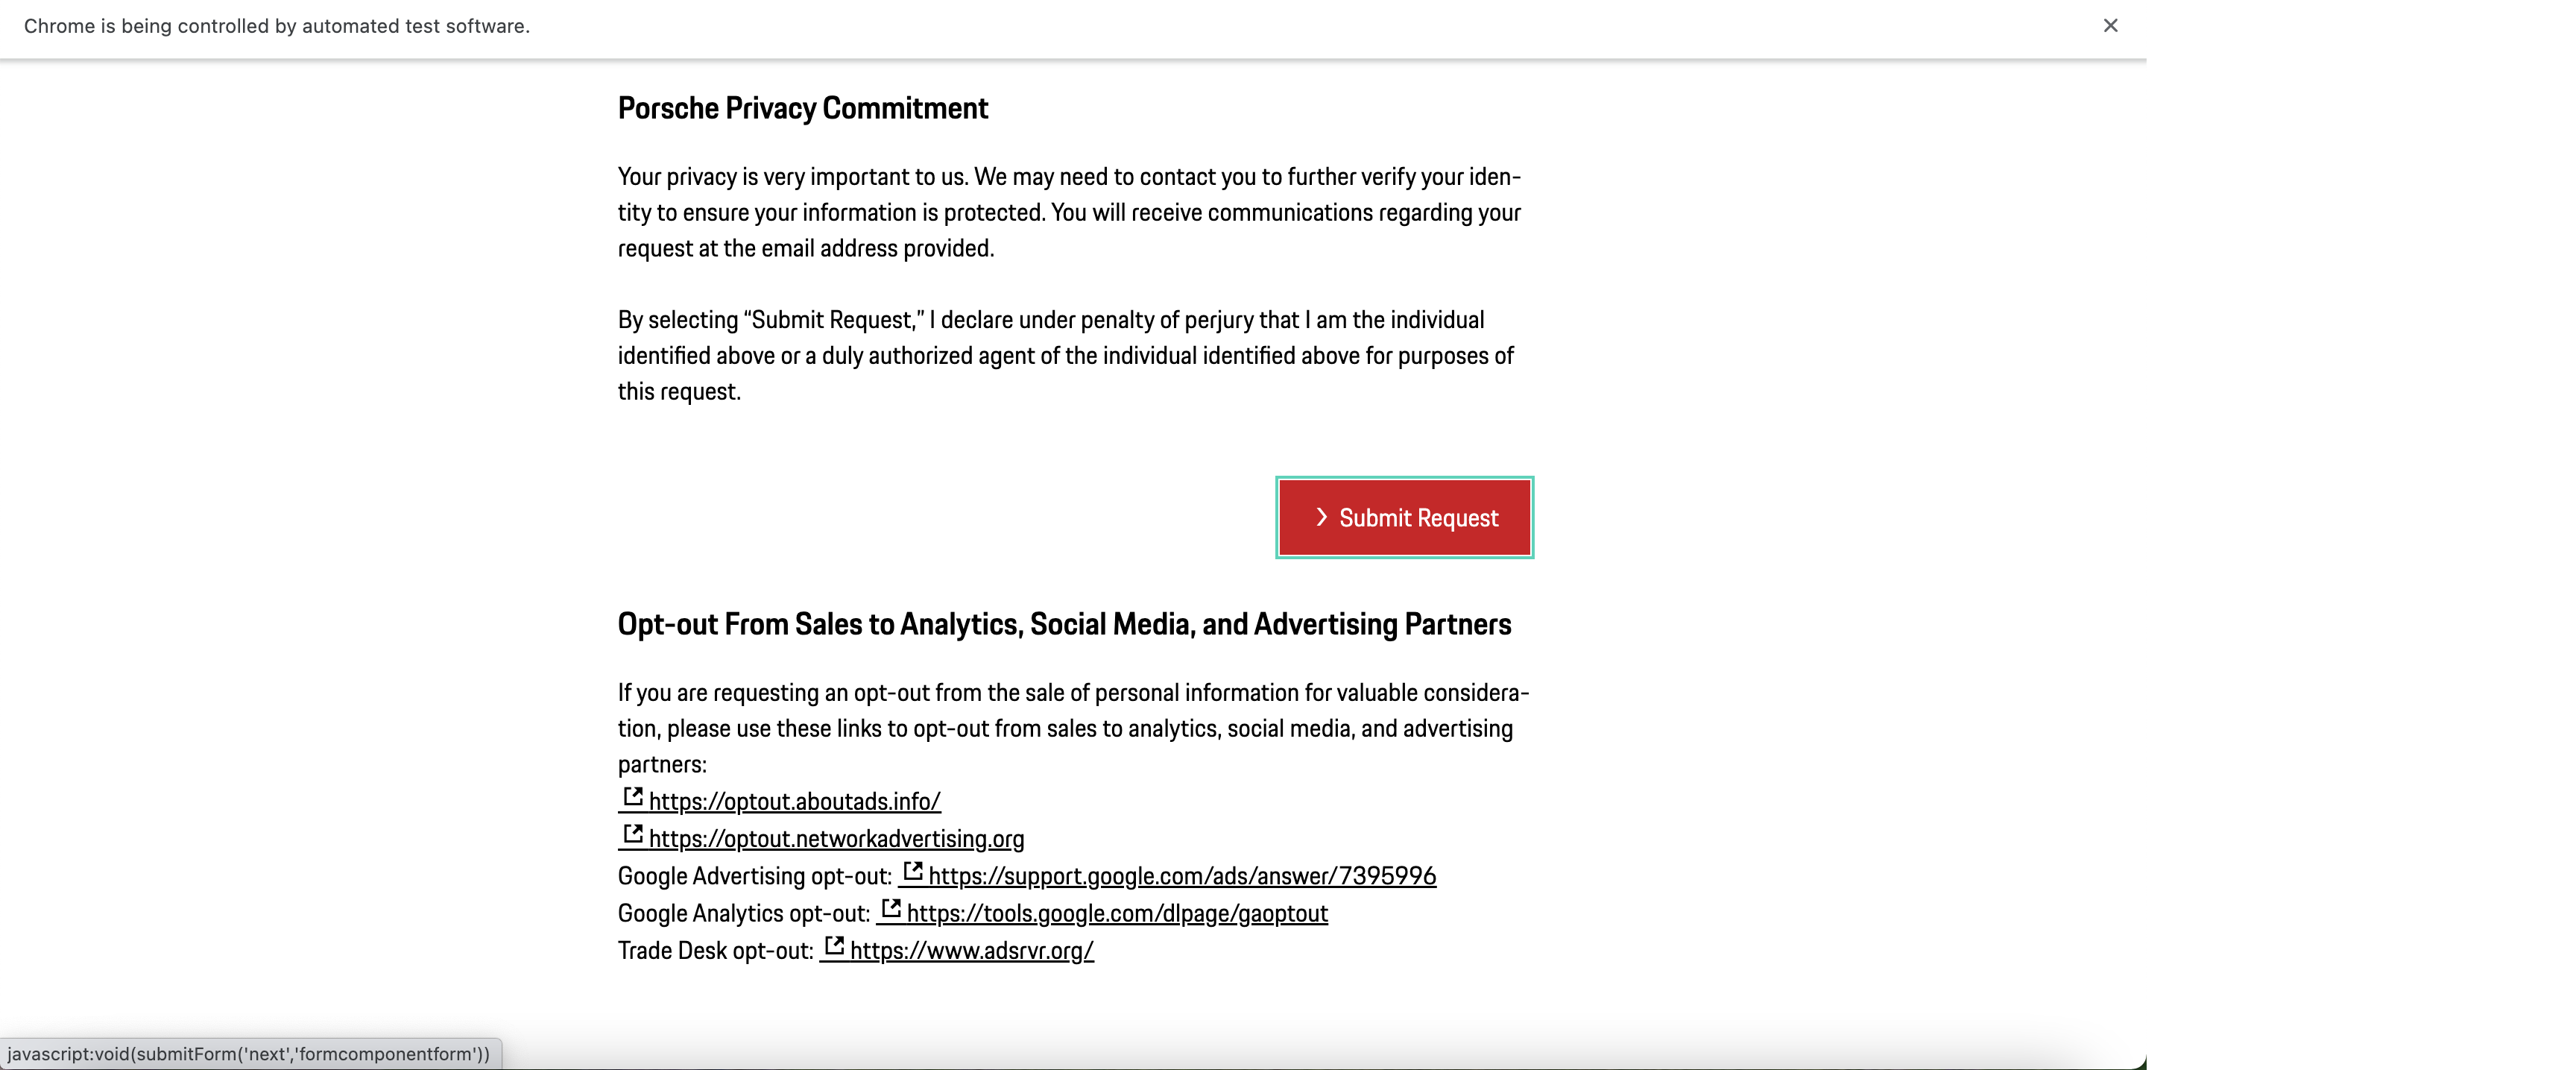 Chrome is being controlled by automated test software.
Porsche Privacy Commitment
Your privacy is very important to us. We may need to contact you to further verify your iden-
tity to ensure your information is protected. You will receive communications regarding your
request at the email address provided.
By selecting “Submit Request,” I declare under penalty of perjury that I am the individual
identified above or a duly authorized agent of the individual identified above for purposes of
this request.
Submit Request
Opt-out From Sales to Analytics, Social Media, and Advertising Partners
If you are requesting an opt-out from the sale of personal information for valuable considera-
tion, please use these links to opt-out from sales to analytics, social media, and advertising
partners:
https://optout.aboutads.info/
https://optout.networkadvertising.org
Google Advertising opt-out: https://support.google.com/ads/answer/7395996
Google Analytics opt-out: https://tools.google.com/dlpage/gaoptout
Trade Desk opt-out: https://www.adsrvr.org/
javascript:void(submitForm('next','formcomponentform'))